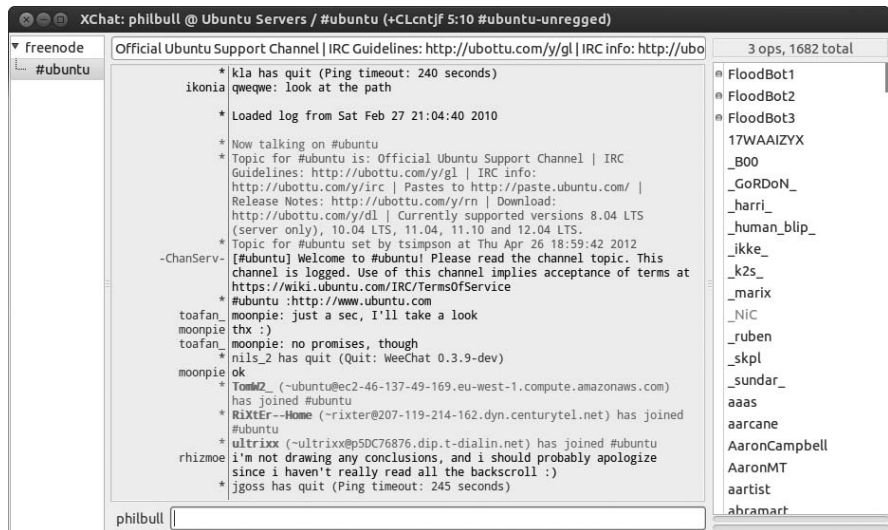 XChat: philbull @ Ubuntu Servers / #ubuntu (+CLcntjf 5:10 #ubuntu-unregged)
freenode
#ubuntu
Official Ubuntu Support Channel | IRC Guidelines: http://ubottu.com/y/gl | IRC info: http://ubo
* kla has quit (Ping timeout: 240 seconds)
ikonia qweqwe: look at the path
* Loaded log from Sat Feb 27 21:04:40 2010
* Now talking on #ubuntu
* Topic for #ubuntu is: Official Ubuntu Support Channel | IRC
Guidelines: http://ubottu.com/y/gl | IRC info:
http://ubottu.com/y/irc | Pastes to http://paste.ubuntu.com/ |
Release Notes: http://ubottu.com/y/rn | Download:
http://ubottu.com/y/dl | Currently supported versions 8.04 LTS
(server only), 10.04 LTS, 11.04, 11.10 and 12.04 LTS.
* Topic for #ubuntu set by tsimpson at Thu Apr 26 18:59:42 2012
-ChanServ- [#ubuntu] Welcome to #ubuntu! Please read the channel topic. This
channel is logged. Use of this channel implies acceptance of terms at
https://wiki.ubuntu.com/IRC/TermsOfService
* #ubuntu :http://www.ubuntu.com
toafan_ moonpie: just a sec, I'll take a look
moonpie thx :)
toafan_ moonpie: no promises, though
* nils_2 has quit (Quit: WeeChat 0.3.9-dev)
moonpie ok
* TomW2_ (~ubuntu@ec2-46-137-49-169.eu-west-1.compute.amazonaws.com)
has joined #ubuntu
* RiXtEr--Home (~rixter@207-119-214-162.dyn.centurytel.net) has joined
#ubuntu
* ultrixx (~ultrixx@p5DC76876.dip.t-dialin.net) has joined #ubuntu
rhizmoe i'm not drawing any conclusions, and i should probably apologize
since i haven't really read all the backscroll :)
* jgoss has quit (Ping timeout: 245 seconds)
philbull
3 ops, 1682 total
FloodBot1
FloodBot2
FloodBot3
17WAAIZYX
_B00
_GoRDoN_
_harri_
_human_blip_
_ikke_
_k2s_
_marix
_NiC
_ruben
_skpl
_sundar_
aaas
aarcane
AaronCampbell
AaronMT
aartist
abramart